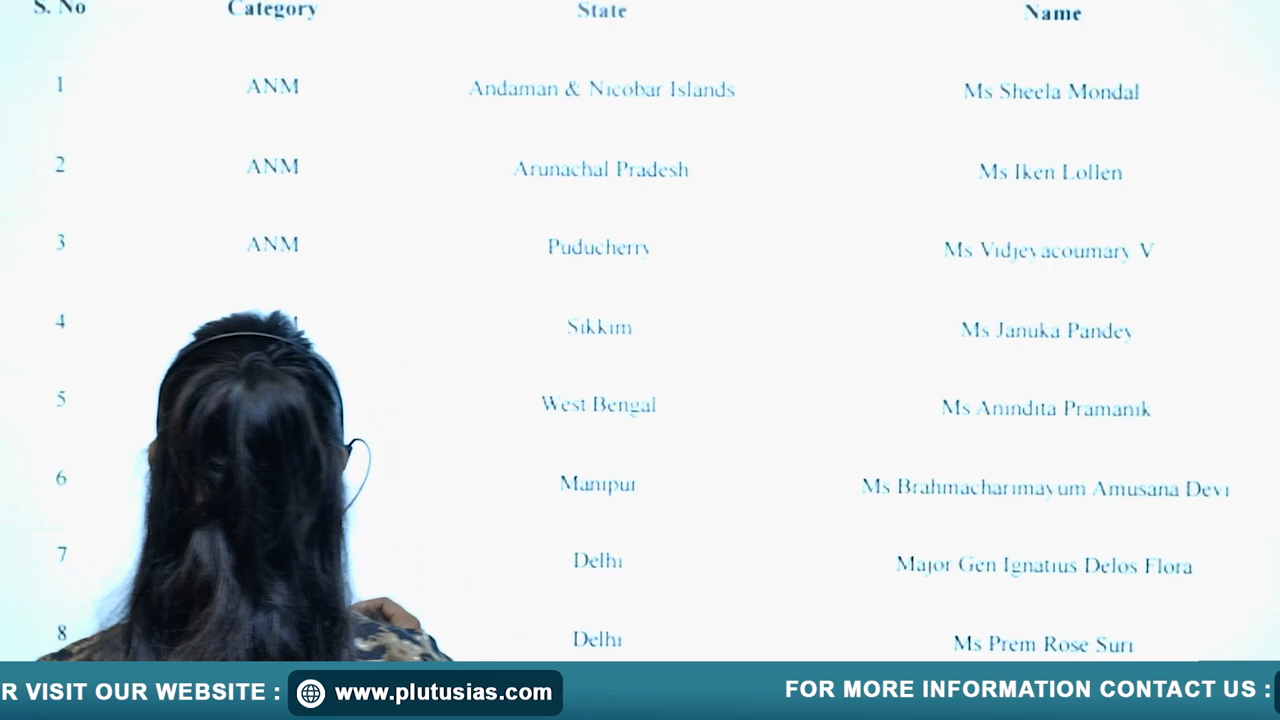 S. No Category State Name
1 ANM Andaman & Nicobar Islands Ms Sheela Mondal
2 ANM Arunachal Pradesh Ms Iken Lollen
3 ANM Puducherry Ms Vidjeyacoumary V
4 Sikkim Ms Januka Pandey
5 West Bengal Ms Anindita Pramanik
6 Manipur Ms Brahmacharimayum Amusana Devi
7 Delhi Major Gen Ignatius Delos Flora
8 Delhi Ms Prem Rose Suri
R VISIT OUR WEBSITE : www.plutusias.com FOR MORE INFORMATION CONTACT US :